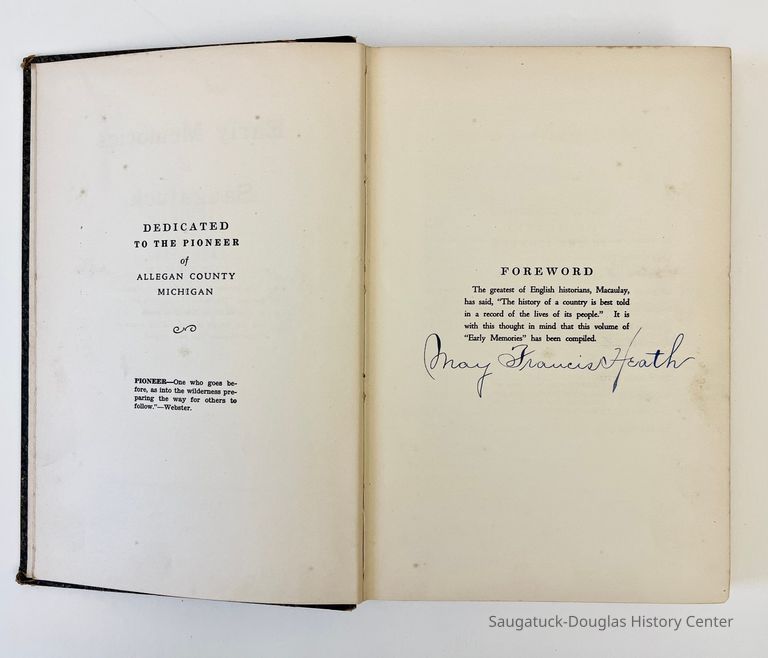 DEDICATED
TO THE PIONEER
of
ALLEGAN COUNTY
MICHIGAN
PIONEER—One who goes be-
fore, as into the wilderness pre-
paring the way for others to
follow."—Webster.
FOREWORD
The greatest of English historians, Macaulay,
has said, "The history of a country is best told
in a record of the lives of its people." It is
with this thought in mind that this volume of
"Early Memories" has been compiled.
May Francis Heath
Saugatuck-Douglas History Center